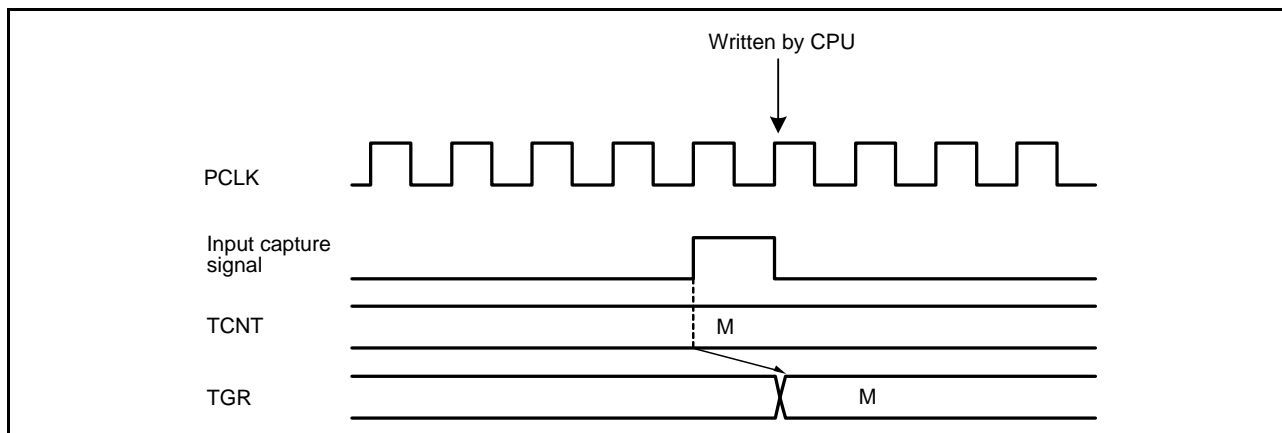 Written by CPU
PCLK
Input capture
signal
TCNT
M
TGR
M